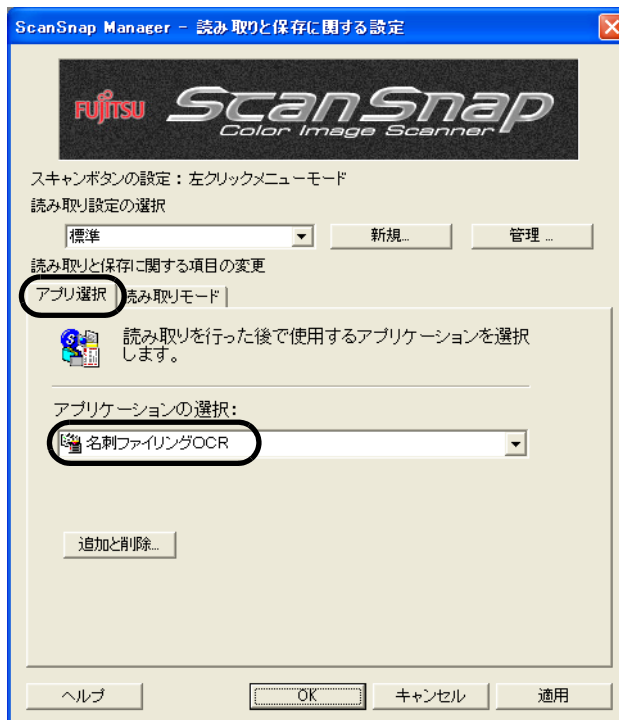 ScanSnap Manager - 読み取りと保存に関する設定
FUJITSU ScanSnap
Color Image Scanner
スキャンボタンの設定：左クリックメニューモード
読み取り設定の選択
標準 新規... 管理 ...
読み取りと保存に関する項目の変更
アプリ選択 読み取りモード
読み取りを行った後で使用するアプリケーションを選択
します。
アプリケーションの選択：
名刺ファイリングOCR
追加と削除...
ヘルプ OK キャンセル 適用